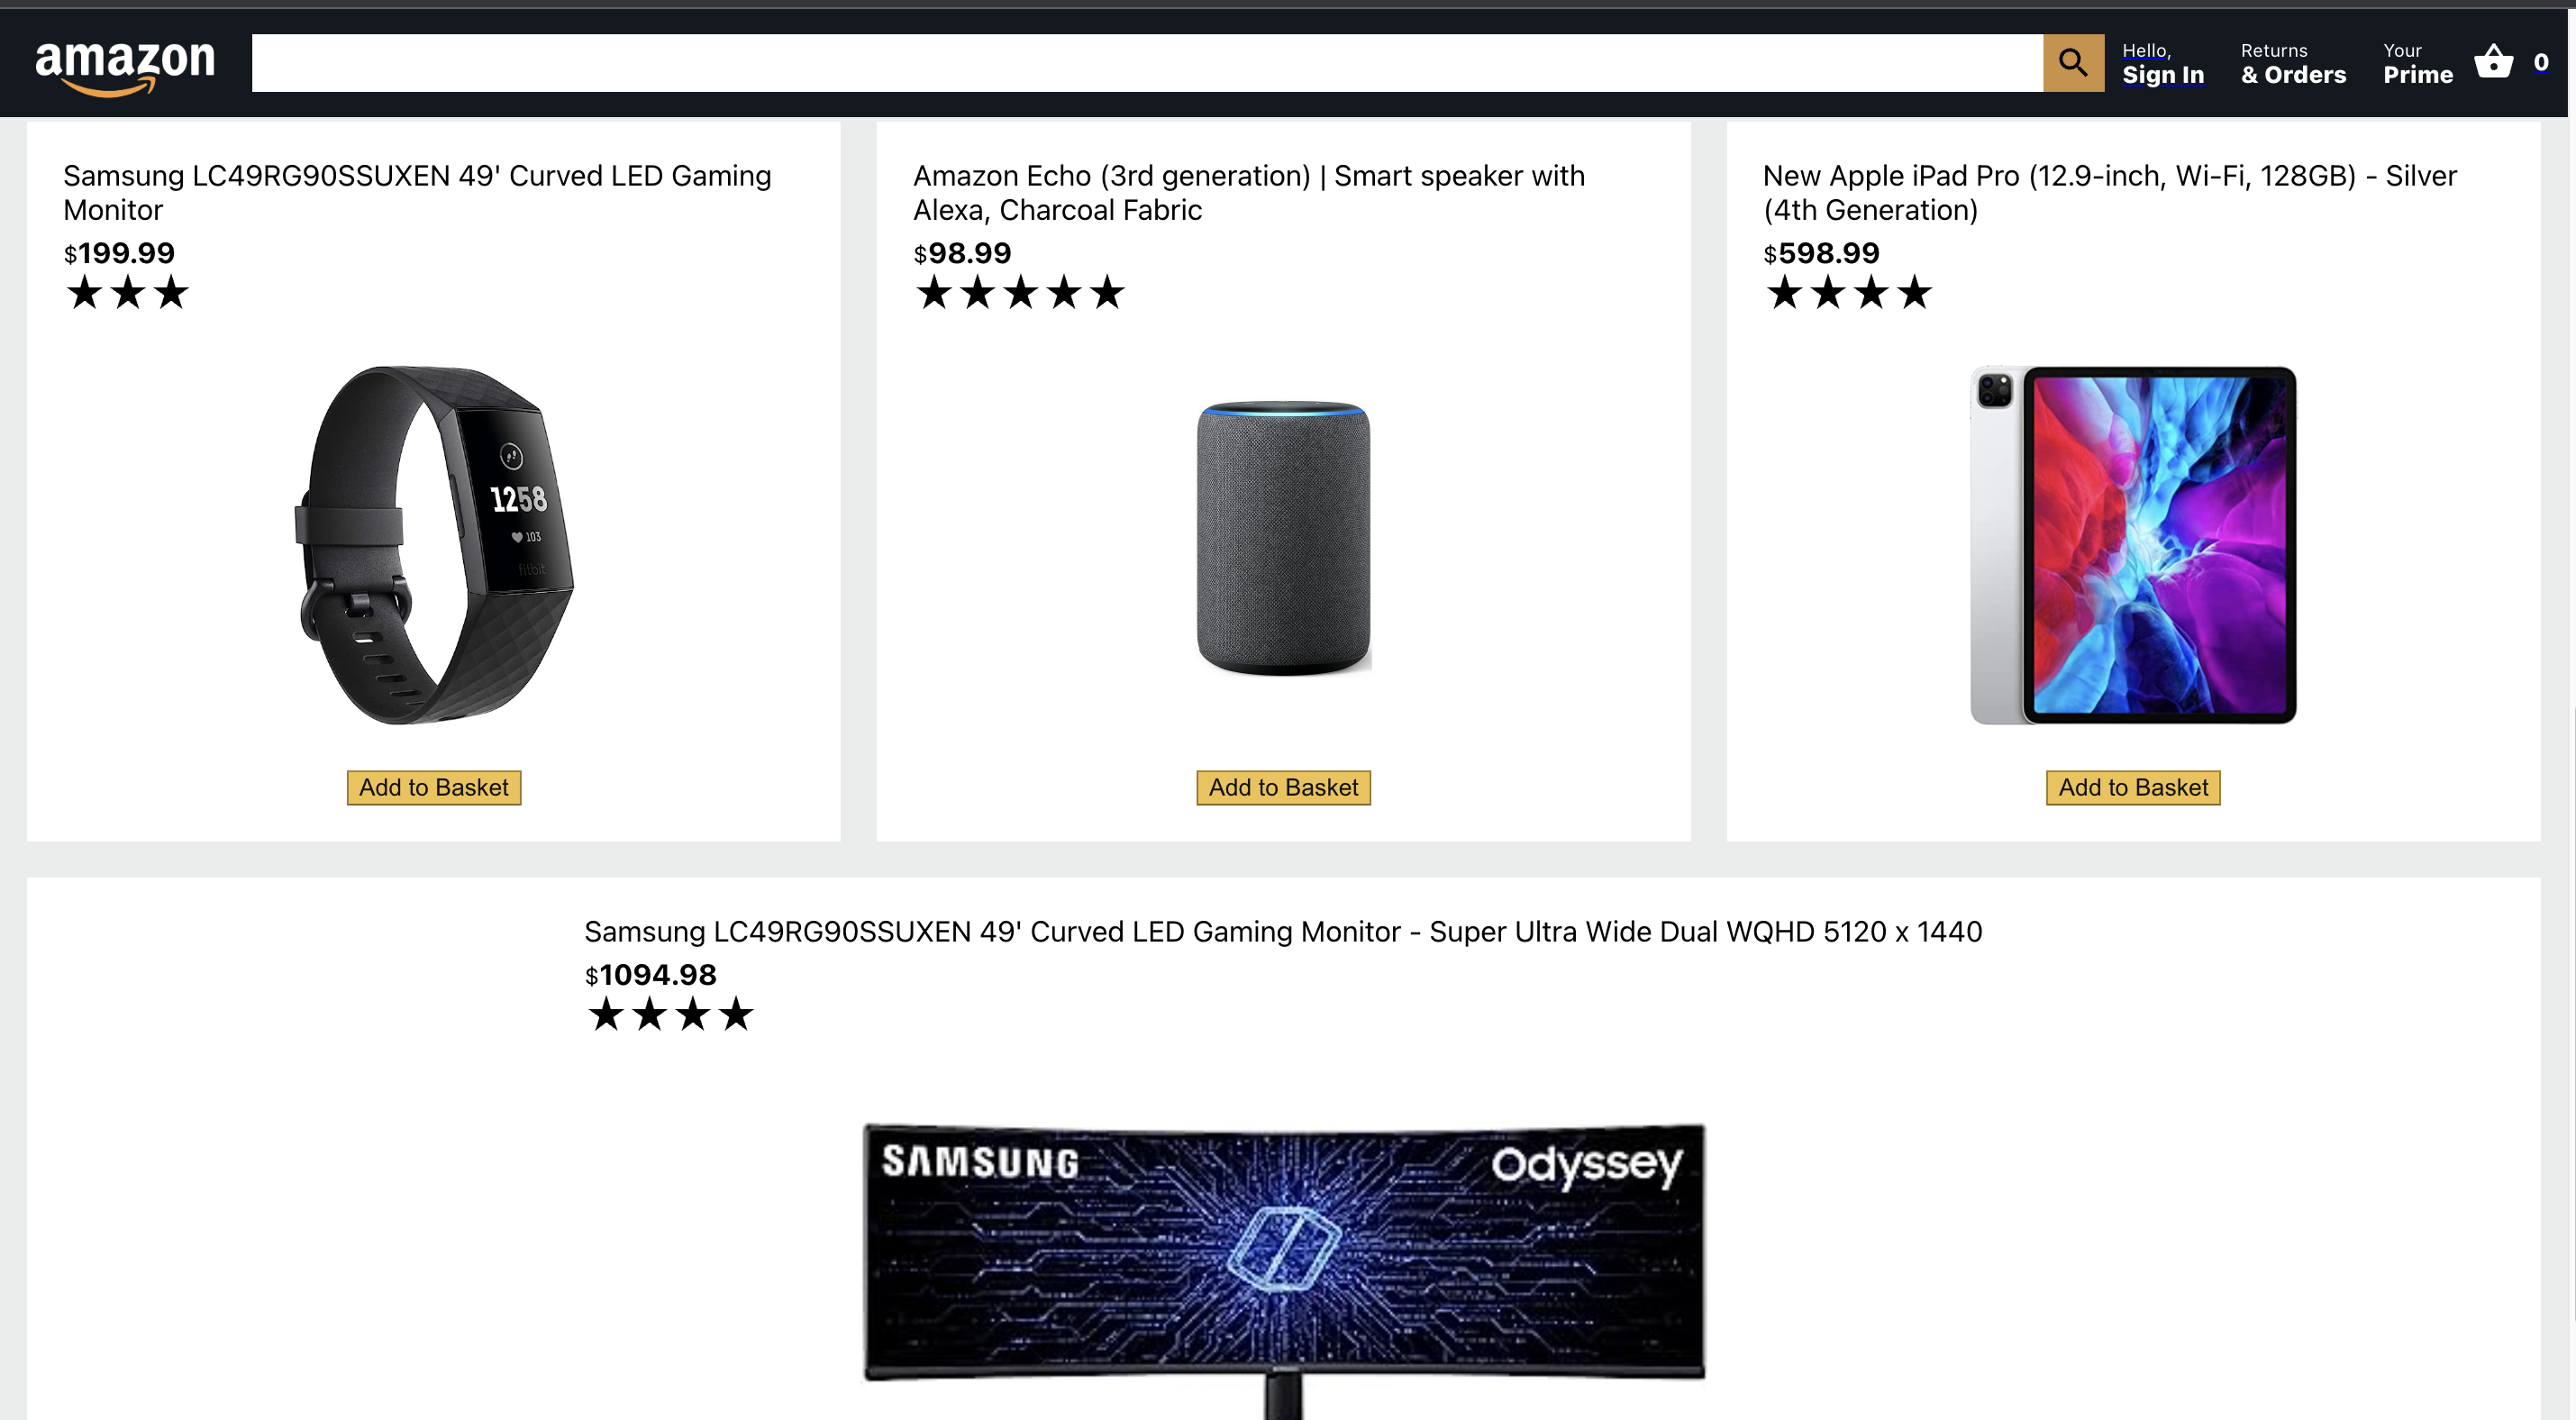 amazon
Hello,
Sign In
Returns
& Orders
Your
Prime
0
Samsung LC49RG90SSUXEN 49' Curved LED Gaming
Monitor
$199.99
★★★
1258
103
fitbit
Add to Basket
Amazon Echo (3rd generation) | Smart speaker with
Alexa, Charcoal Fabric
$98.99
★★★★★
Add to Basket
New Apple iPad Pro (12.9-inch, Wi-Fi, 128GB) - Silver
(4th Generation)
$598.99
★★★★
Add to Basket
Samsung LC49RG90SSUXEN 49' Curved LED Gaming Monitor - Super Ultra Wide Dual WQHD 5120 x 1440
$1094.98
★★★★
SAMSUNG
Odyssey